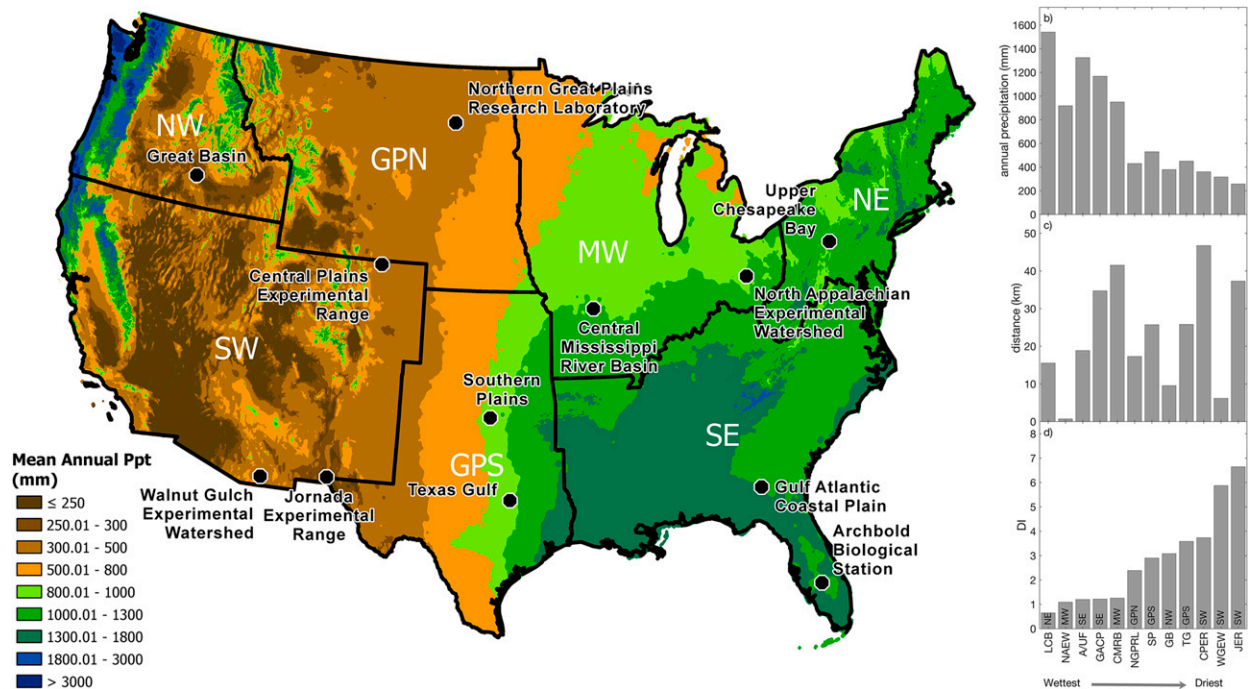 NW
Great Basin
Northern Great Plains
Research Laboratory
GPN
Upper
Chesapeake
Bay
NE
MW
Central Plains
Experimental
Range
North Appalachian
Experimental
Watershed
Central
Mississippi
River Basin
SW
Southern
Plains
SE
GPS
Texas Gulf
Walnut Gulch
Experimental
Watershed
Jornada
Experimental
Range
Gulf Atlantic
Coastal Plain
Archbold
Biological
Station
Mean Annual Ppt
(mm)
≤ 250
250.01 - 300
300.01 - 500
500.01 - 800
800.01 - 1000
1000.01 - 1300
1300.01 - 1800
1800.01 - 3000
> 3000
b)
annual precipitation (mm)
1600
1400
1200
1000
800
600
400
200
0
c)
distance (km)
50
40
30
20
10
0
d)
DI
8
7
6
5
4
3
2
1
0
NE
MW
SE
SE
MW
GPN
GPS
NW
GPS
SW
SW
SW
LCB
NAEW
A/UF
GACP
CMRB
NGPRL
SP
GB
TG
CPER
WGEW
JER
Wettest
Driest